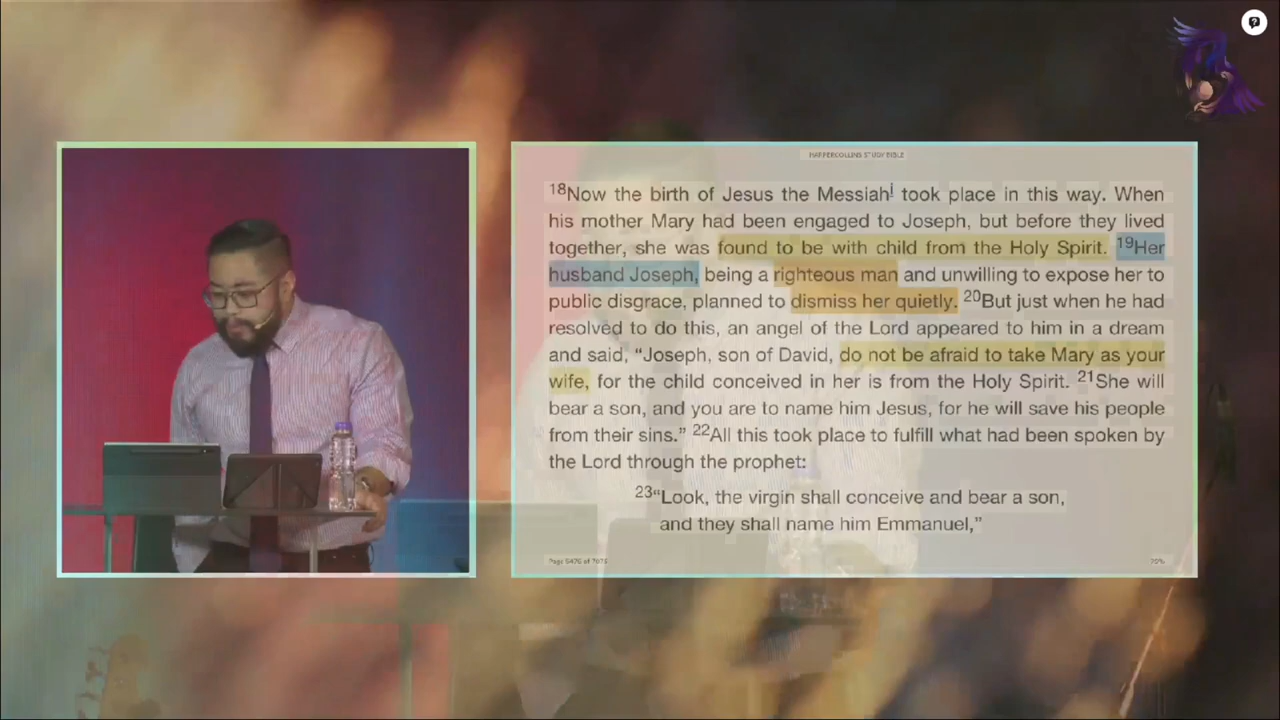 HARPERCOLLINS STUDY BIBLE
18Now the birth of Jesus the Messiahi took place in this way. When
his mother Mary had been engaged to Joseph, but before they lived
together, she was found to be with child from the Holy Spirit. 19Her
husband Joseph, being a righteous man and unwilling to expose her to
public disgrace, planned to dismiss her quietly. 20But just when he had
resolved to do this, an angel of the Lord appeared to him in a dream
and said, “Joseph, son of David, do not be afraid to take Mary as your
wife, for the child conceived in her is from the Holy Spirit. 21She will
bear a son, and you are to name him Jesus, for he will save his people
from their sins.” 22All this took place to fulfill what had been spoken by
the Lord through the prophet:
23“Look, the virgin shall conceive and bear a son,
and they shall name him Emmanuel,”
Page 5476 of 7075